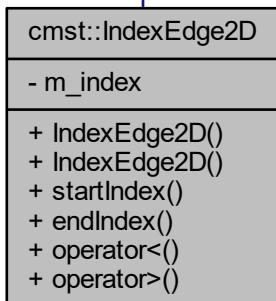 cmst::IndexEdge2D
- m_index
+ IndexEdge2D()
+ IndexEdge2D()
+ startIndex()
+ endIndex()
+ operator<()
+ operator>()